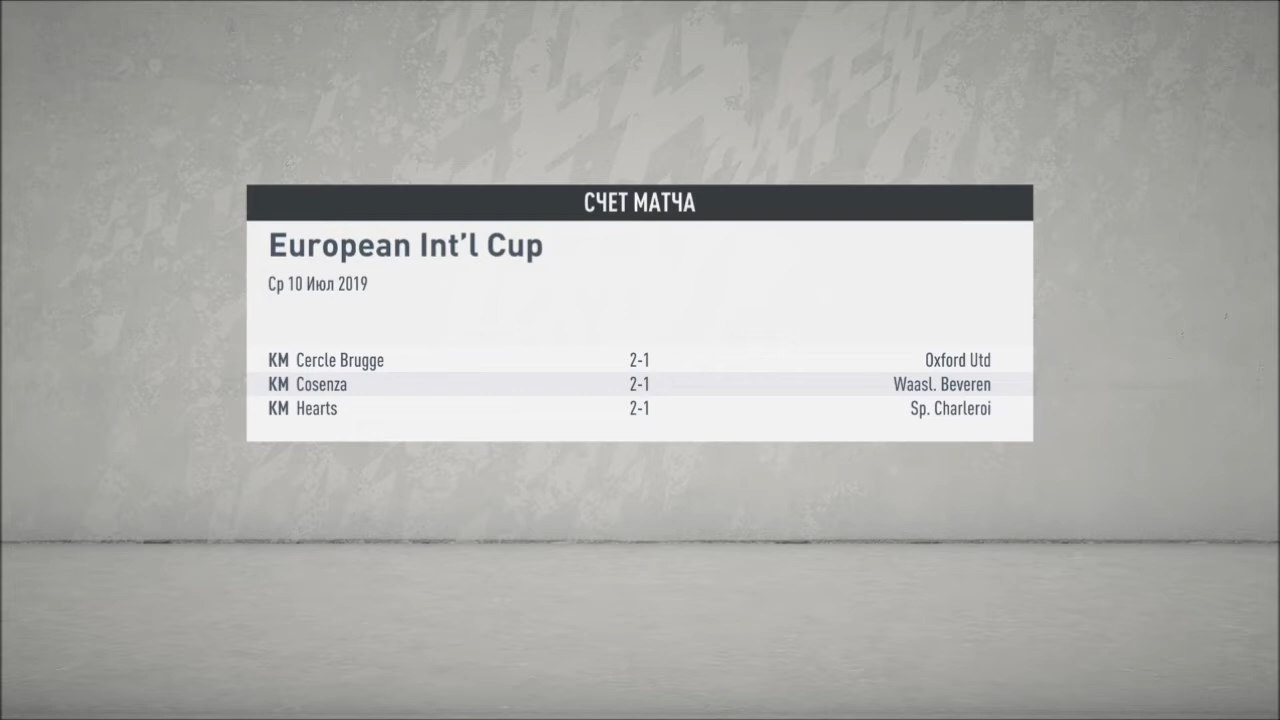 СЧЕТ МАТЧА
European Int’l Cup
Ср 10 Июл 2019
КМ Cercle Brugge 2-1 Oxford Utd
КМ Cosenza 2-1 Waasl. Beveren
КМ Hearts 2-1 Sp. Charleroi